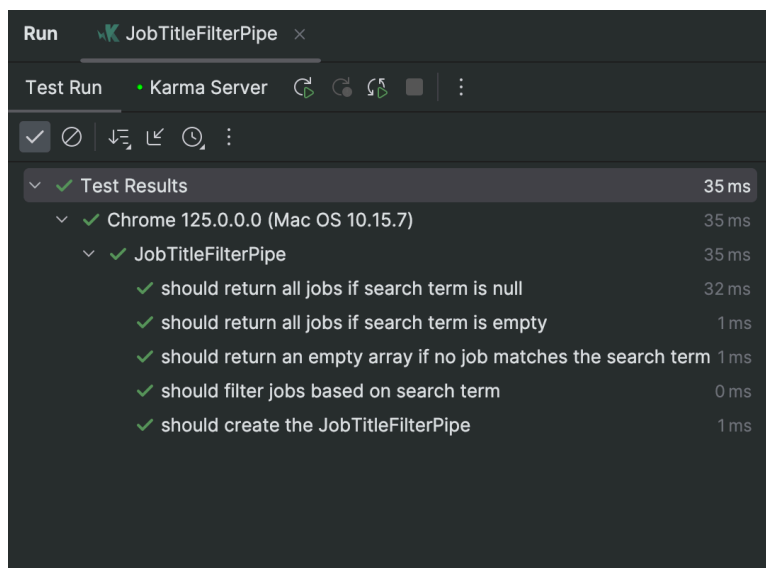 Run JobTitleFilterPipe ×
Test Run Karma Server
Test Results 35 ms
Chrome 125.0.0.0 (Mac OS 10.15.7) 35 ms
JobTitleFilterPipe 35 ms
should return all jobs if search term is null 32 ms
should return all jobs if search term is empty 1 ms
should return an empty array if no job matches the search term 1 ms
should filter jobs based on search term 0 ms
should create the JobTitleFilterPipe 1 ms